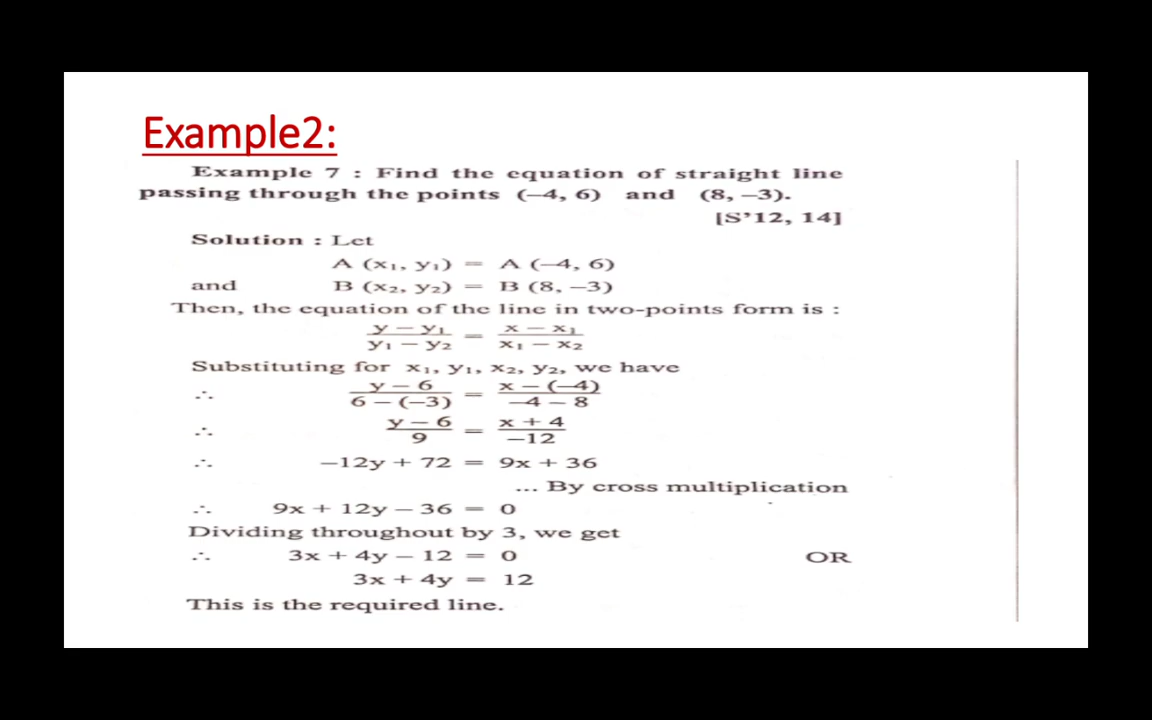 Example2:
Example 7 : Find the equation of straight line
passing through the points (–4, 6) and (8, –3).
[S'12, 14]
Solution : Let
A (x₁, y₁) = A (–4, 6)
and B (x₂, y₂) = B (8, –3)
Then, the equation of the line in two-points form is :
(y – y₁)/(y₁ – y₂) = (x – x₁)/(x₁ – x₂)
Substituting for x₁, y₁, x₂, y₂, we have
∴ (y – 6)/(6 – (–3)) = (x – (–4))/(–4 – 8)
∴ (y – 6)/9 = (x + 4)/(–12)
∴ –12y + 72 = 9x + 36
... By cross multiplication
∴ 9x + 12y – 36 = 0
Dividing throughout by 3, we get
∴ 3x + 4y – 12 = 0 OR
3x + 4y = 12
This is the required line.